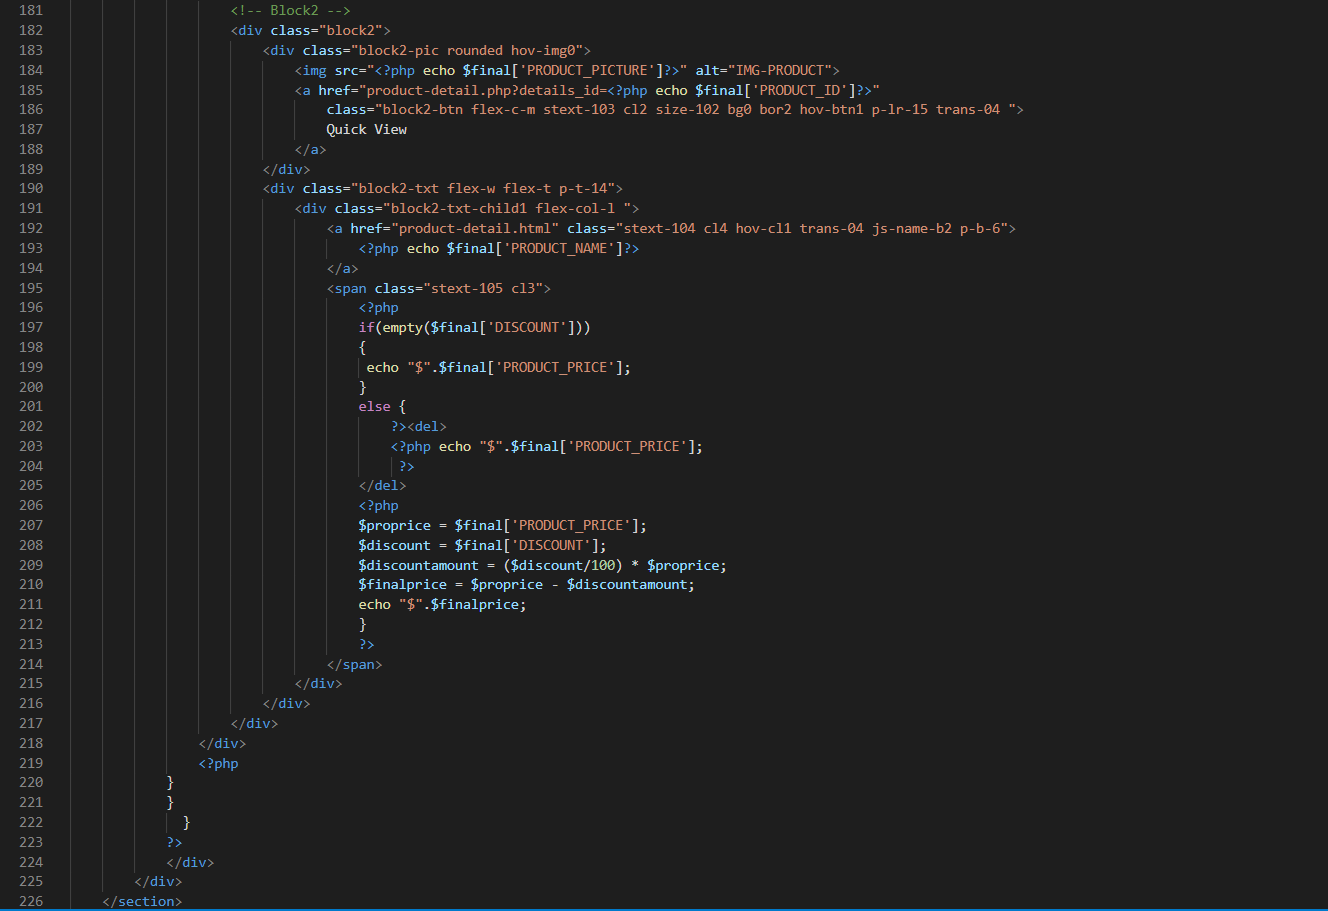 181 <!-- Block2 -->
182 <div class="block2">
183 <div class="block2-pic rounded hov-img0">
184 <img src="<?php echo $final['PRODUCT_PICTURE']?>" alt="IMG-PRODUCT">
185 <a href="product-detail.php?details_id=<?php echo $final['PRODUCT_ID']?>"
186 class="block2-btn flex-c-m stext-103 cl2 size-102 bg0 bor2 hov-btn1 p-lr-15 trans-04 ">
187 Quick View
188 </a>
189 </div>
190 <div class="block2-txt flex-w flex-t p-t-14">
191 <div class="block2-txt-child1 flex-col-l ">
192 <a href="product-detail.html" class="stext-104 cl4 hov-cl1 trans-04 js-name-b2 p-b-6">
193 <?php echo $final['PRODUCT_NAME']?>
194 </a>
195 <span class="stext-105 cl3">
196 <?php
197 if(empty($final['DISCOUNT']))
198 {
199 echo "$".$final['PRODUCT_PRICE'];
200 }
201 else {
202 ?><del>
203 <?php echo "$".$final['PRODUCT_PRICE'];
204 ?>
205 </del>
206 <?php
207 $proprice = $final['PRODUCT_PRICE'];
208 $discount = $final['DISCOUNT'];
209 $discountamount = ($discount/100) * $proprice;
210 $finalprice = $proprice - $discountamount;
211 echo "$".$finalprice;
212 }
213 ?>
214 </span>
215 </div>
216 </div>
217 </div>
218 </div>
219 <?php
220 }
221 }
222 }
223 ?>
224 </div>
225 </div>
226 </section>